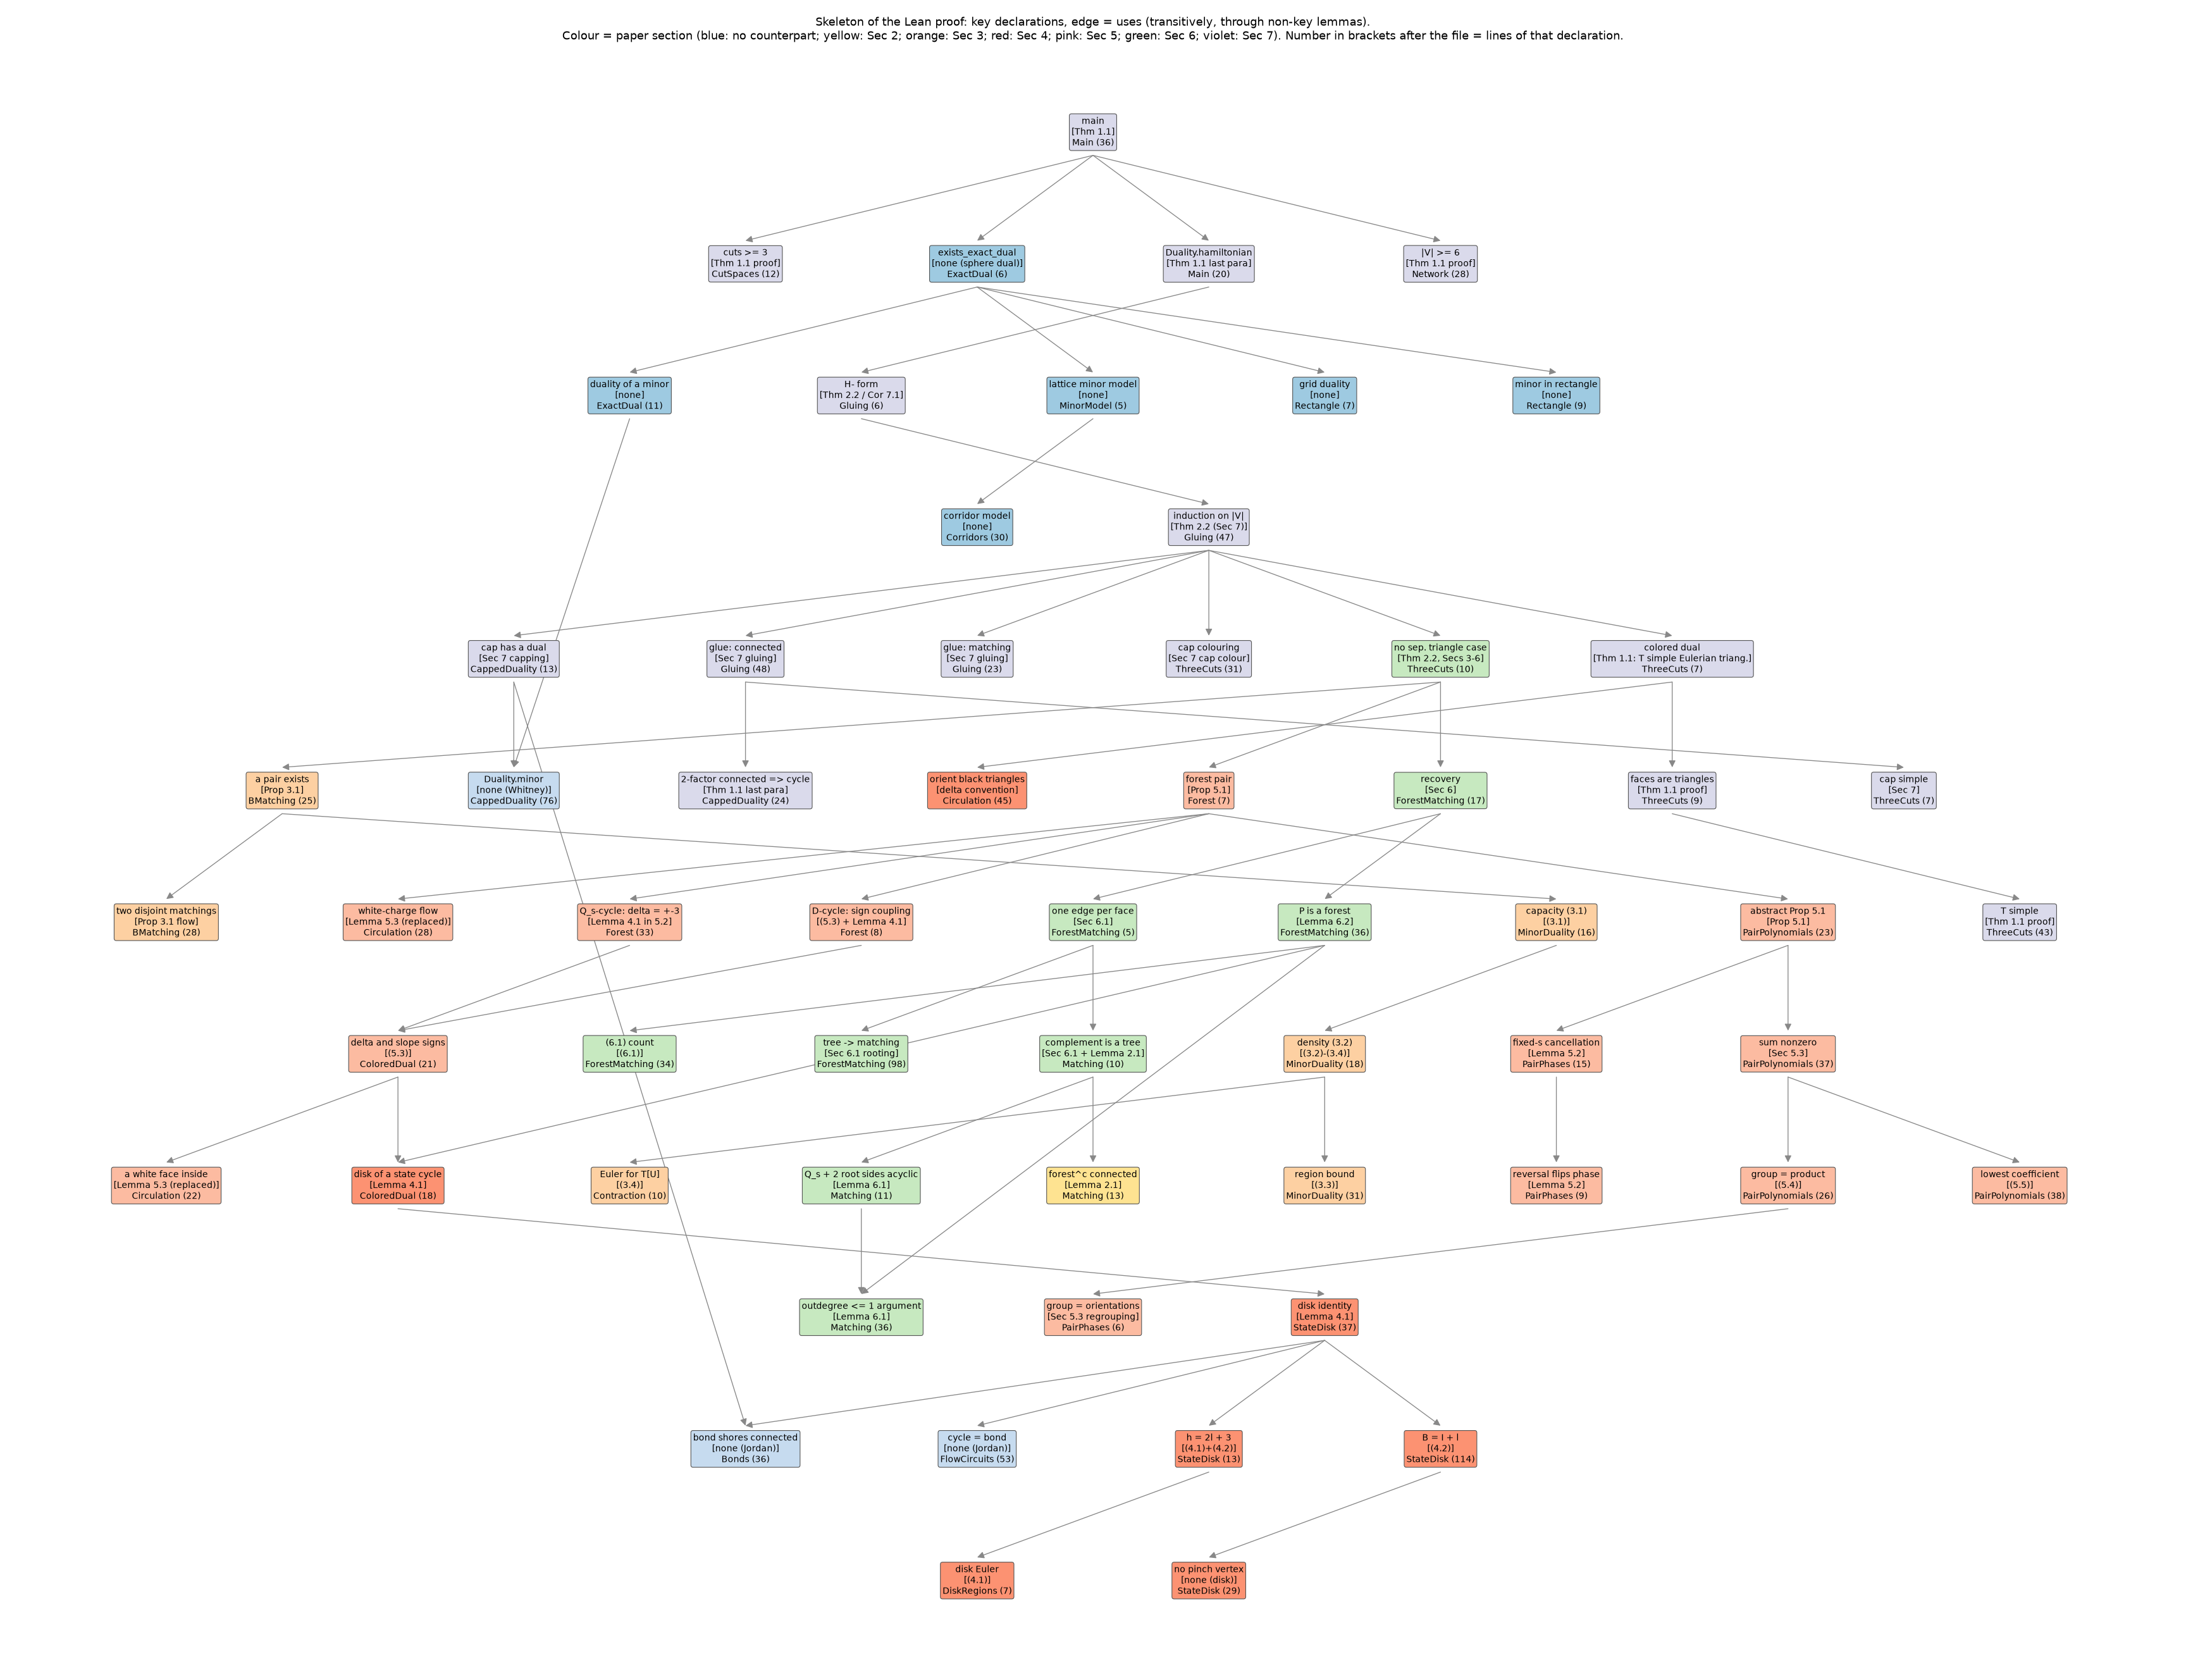 Skeleton of the Lean proof: key declarations, edge = uses (transitively, through non-key lemmas).
Colour = paper section (blue: no counterpart; yellow: Sec 2; orange: Sec 3; red: Sec 4; pink: Sec 5; green: Sec 6; violet: Sec 7). Number in brackets after the file = lines of that declaration.
main
[Thm 1.1]
Main (36)
cuts >= 3
[Thm 1.1 proof]
CutSpaces (12)
exists_exact_dual
[none (sphere dual)]
ExactDual (6)
Duality.hamiltonian
[Thm 1.1 last para]
Main (20)
|V| >= 6
[Thm 1.1 proof]
Network (28)
duality of a minor
[none]
ExactDual (11)
H- form
[Thm 2.2 / Cor 7.1]
Gluing (6)
lattice minor model
[none]
MinorModel (5)
grid duality
[none]
Rectangle (7)
minor in rectangle
[none]
Rectangle (9)
corridor model
[none]
Corridors (30)
induction on |V|
[Thm 2.2 (Sec 7)]
Gluing (47)
cap has a dual
[Sec 7 capping]
CappedDuality (13)
glue: connected
[Sec 7 gluing]
Gluing (48)
glue: matching
[Sec 7 gluing]
Gluing (23)
cap colouring
[Sec 7 cap colour]
ThreeCuts (31)
no sep. triangle case
[Thm 2.2, Secs 3-6]
ThreeCuts (10)
colored dual
[Thm 1.1: T simple Eulerian triang.]
ThreeCuts (7)
a pair exists
[Prop 3.1]
BMatching (25)
Duality.minor
[none (Whitney)]
CappedDuality (76)
2-factor connected => cycle
[Thm 1.1 last para]
CappedDuality (24)
orient black triangles
[delta convention]
Circulation (45)
forest pair
[Prop 5.1]
Forest (7)
recovery
[Sec 6]
ForestMatching (17)
faces are triangles
[Thm 1.1 proof]
ThreeCuts (9)
cap simple
[Sec 7]
ThreeCuts (7)
two disjoint matchings
[Prop 3.1 flow]
BMatching (28)
white-charge flow
[Lemma 5.3 (replaced)]
Circulation (28)
Q_s-cycle: delta = +-3
[Lemma 4.1 in 5.2]
Forest (33)
D-cycle: sign coupling
[(5.3) + Lemma 4.1]
Forest (8)
one edge per face
[Sec 6.1]
ForestMatching (5)
P is a forest
[Lemma 6.2]
ForestMatching (36)
capacity (3.1)
[(3.1)]
MinorDuality (16)
abstract Prop 5.1
[Prop 5.1]
PairPolynomials (23)
T simple
[Thm 1.1 proof]
ThreeCuts (43)
delta and slope signs
[(5.3)]
ColoredDual (21)
(6.1) count
[(6.1)]
ForestMatching (34)
tree -> matching
[Sec 6.1 rooting]
ForestMatching (98)
complement is a tree
[Sec 6.1 + Lemma 2.1]
Matching (10)
density (3.2)
[(3.2)-(3.4)]
MinorDuality (18)
fixed-s cancellation
[Lemma 5.2]
PairPhases (15)
sum nonzero
[Sec 5.3]
PairPolynomials (37)
a white face inside
[Lemma 5.3 (replaced)]
Circulation (22)
disk of a state cycle
[Lemma 4.1]
ColoredDual (18)
Euler for T[U]
[(3.4)]
Contraction (10)
Q_s + 2 root sides acyclic
[Lemma 6.1]
Matching (11)
forest^c connected
[Lemma 2.1]
Matching (13)
region bound
[(3.3)]
MinorDuality (31)
reversal flips phase
[Lemma 5.2]
PairPhases (9)
group = product
[(5.4)]
PairPolynomials (26)
lowest coefficient
[(5.5)]
PairPolynomials (38)
outdegree <= 1 argument
[Lemma 6.1]
Matching (36)
group = orientations
[Sec 5.3 regrouping]
PairPhases (6)
disk identity
[Lemma 4.1]
StateDisk (37)
bond shores connected
[none (Jordan)]
Bonds (36)
cycle = bond
[none (Jordan)]
FlowCircuits (53)
h = 2l + 3
[(4.1)+(4.2)]
StateDisk (13)
B = I + l
[(4.2)]
StateDisk (114)
disk Euler
[(4.1)]
DiskRegions (7)
no pinch vertex
[none (disk)]
StateDisk (29)